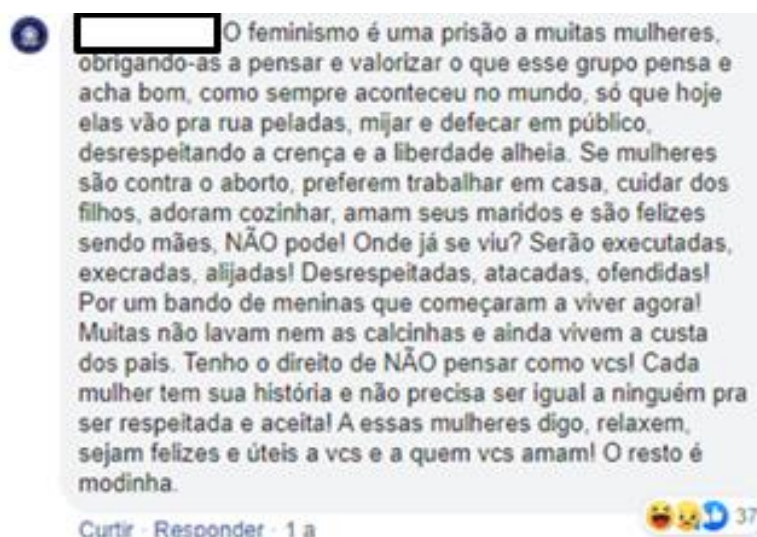 O feminismo é uma prisão a muitas mulheres,
obrigando-as a pensar e valorizar o que esse grupo pensa e
acha bom, como sempre aconteceu no mundo, só que hoje
elas vão pra rua peladas, mijar e defecar em público,
desrespeitando a crença e a liberdade alheia. Se mulheres
são contra o aborto, preferem trabalhar em casa, cuidar dos
filhos, adoram cozinhar, amam seus maridos e são felizes
sendo mães, NÃO pode! Onde já se viu? Serão executadas,
execradas, alijadas! Desrespeitadas, atacadas, ofendidas!
Por um bando de meninas que começaram a viver agora!
Muitas não lavam nem as calcinhas e ainda vivem a custa
dos pais. Tenho o direito de NÃO pensar como vcs! Cada
mulher tem sua história e não precisa ser igual a ninguém pra
ser respeitada e aceita! A essas mulheres digo, relaxem,
sejam felizes e úteis a vcs e a quem vcs amam! O resto é
modinha.
37
Curtir · Responder · 1 a